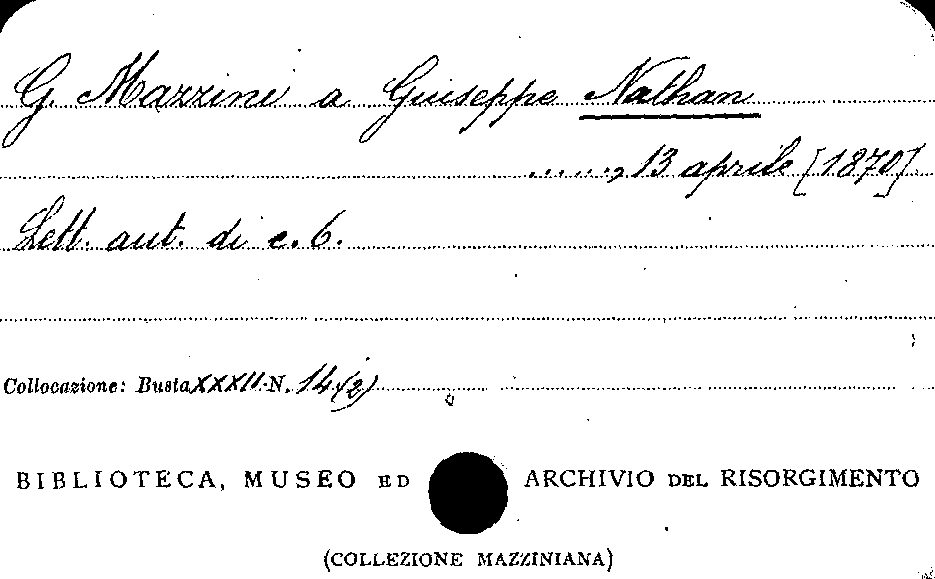 G. Mazzini a Giuseppe Nathan
......, 13 aprile [1870]
Lett. aut. di c. 6.
Collocazione: Busta XXXII N. 14(2)
BIBLIOTECA, MUSEO ED ARCHIVIO DEL RISORGIMENTO
(COLLEZIONE MAZZINIANA)